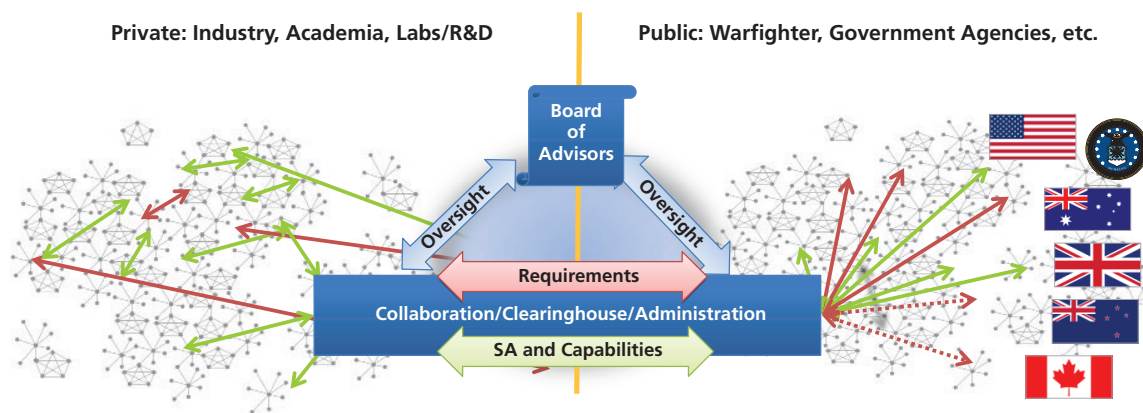 Private: Industry, Academia, Labs/R&D
Public: Warfighter, Government Agencies, etc.
Board
of
Advisors
Oversight
Oversight
Requirements
Collaboration/Clearinghouse/Administration
SA and Capabilities